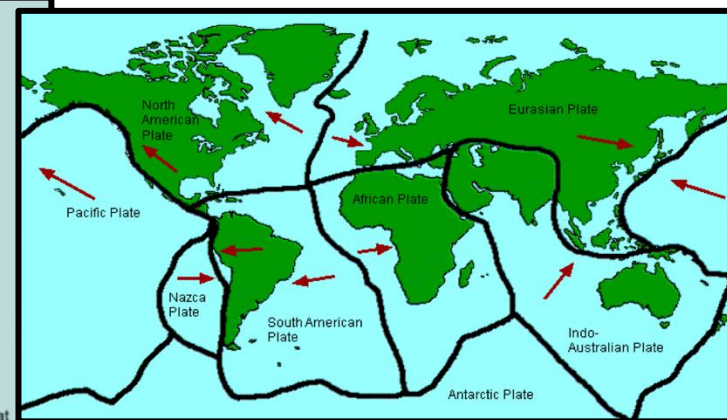 North
American
Plate
Eurasian Plate
Pacific Plate
African Plate
Nazca
Plate
South American
Plate
Indo-
Australian Plate
Antarctic Plate
at